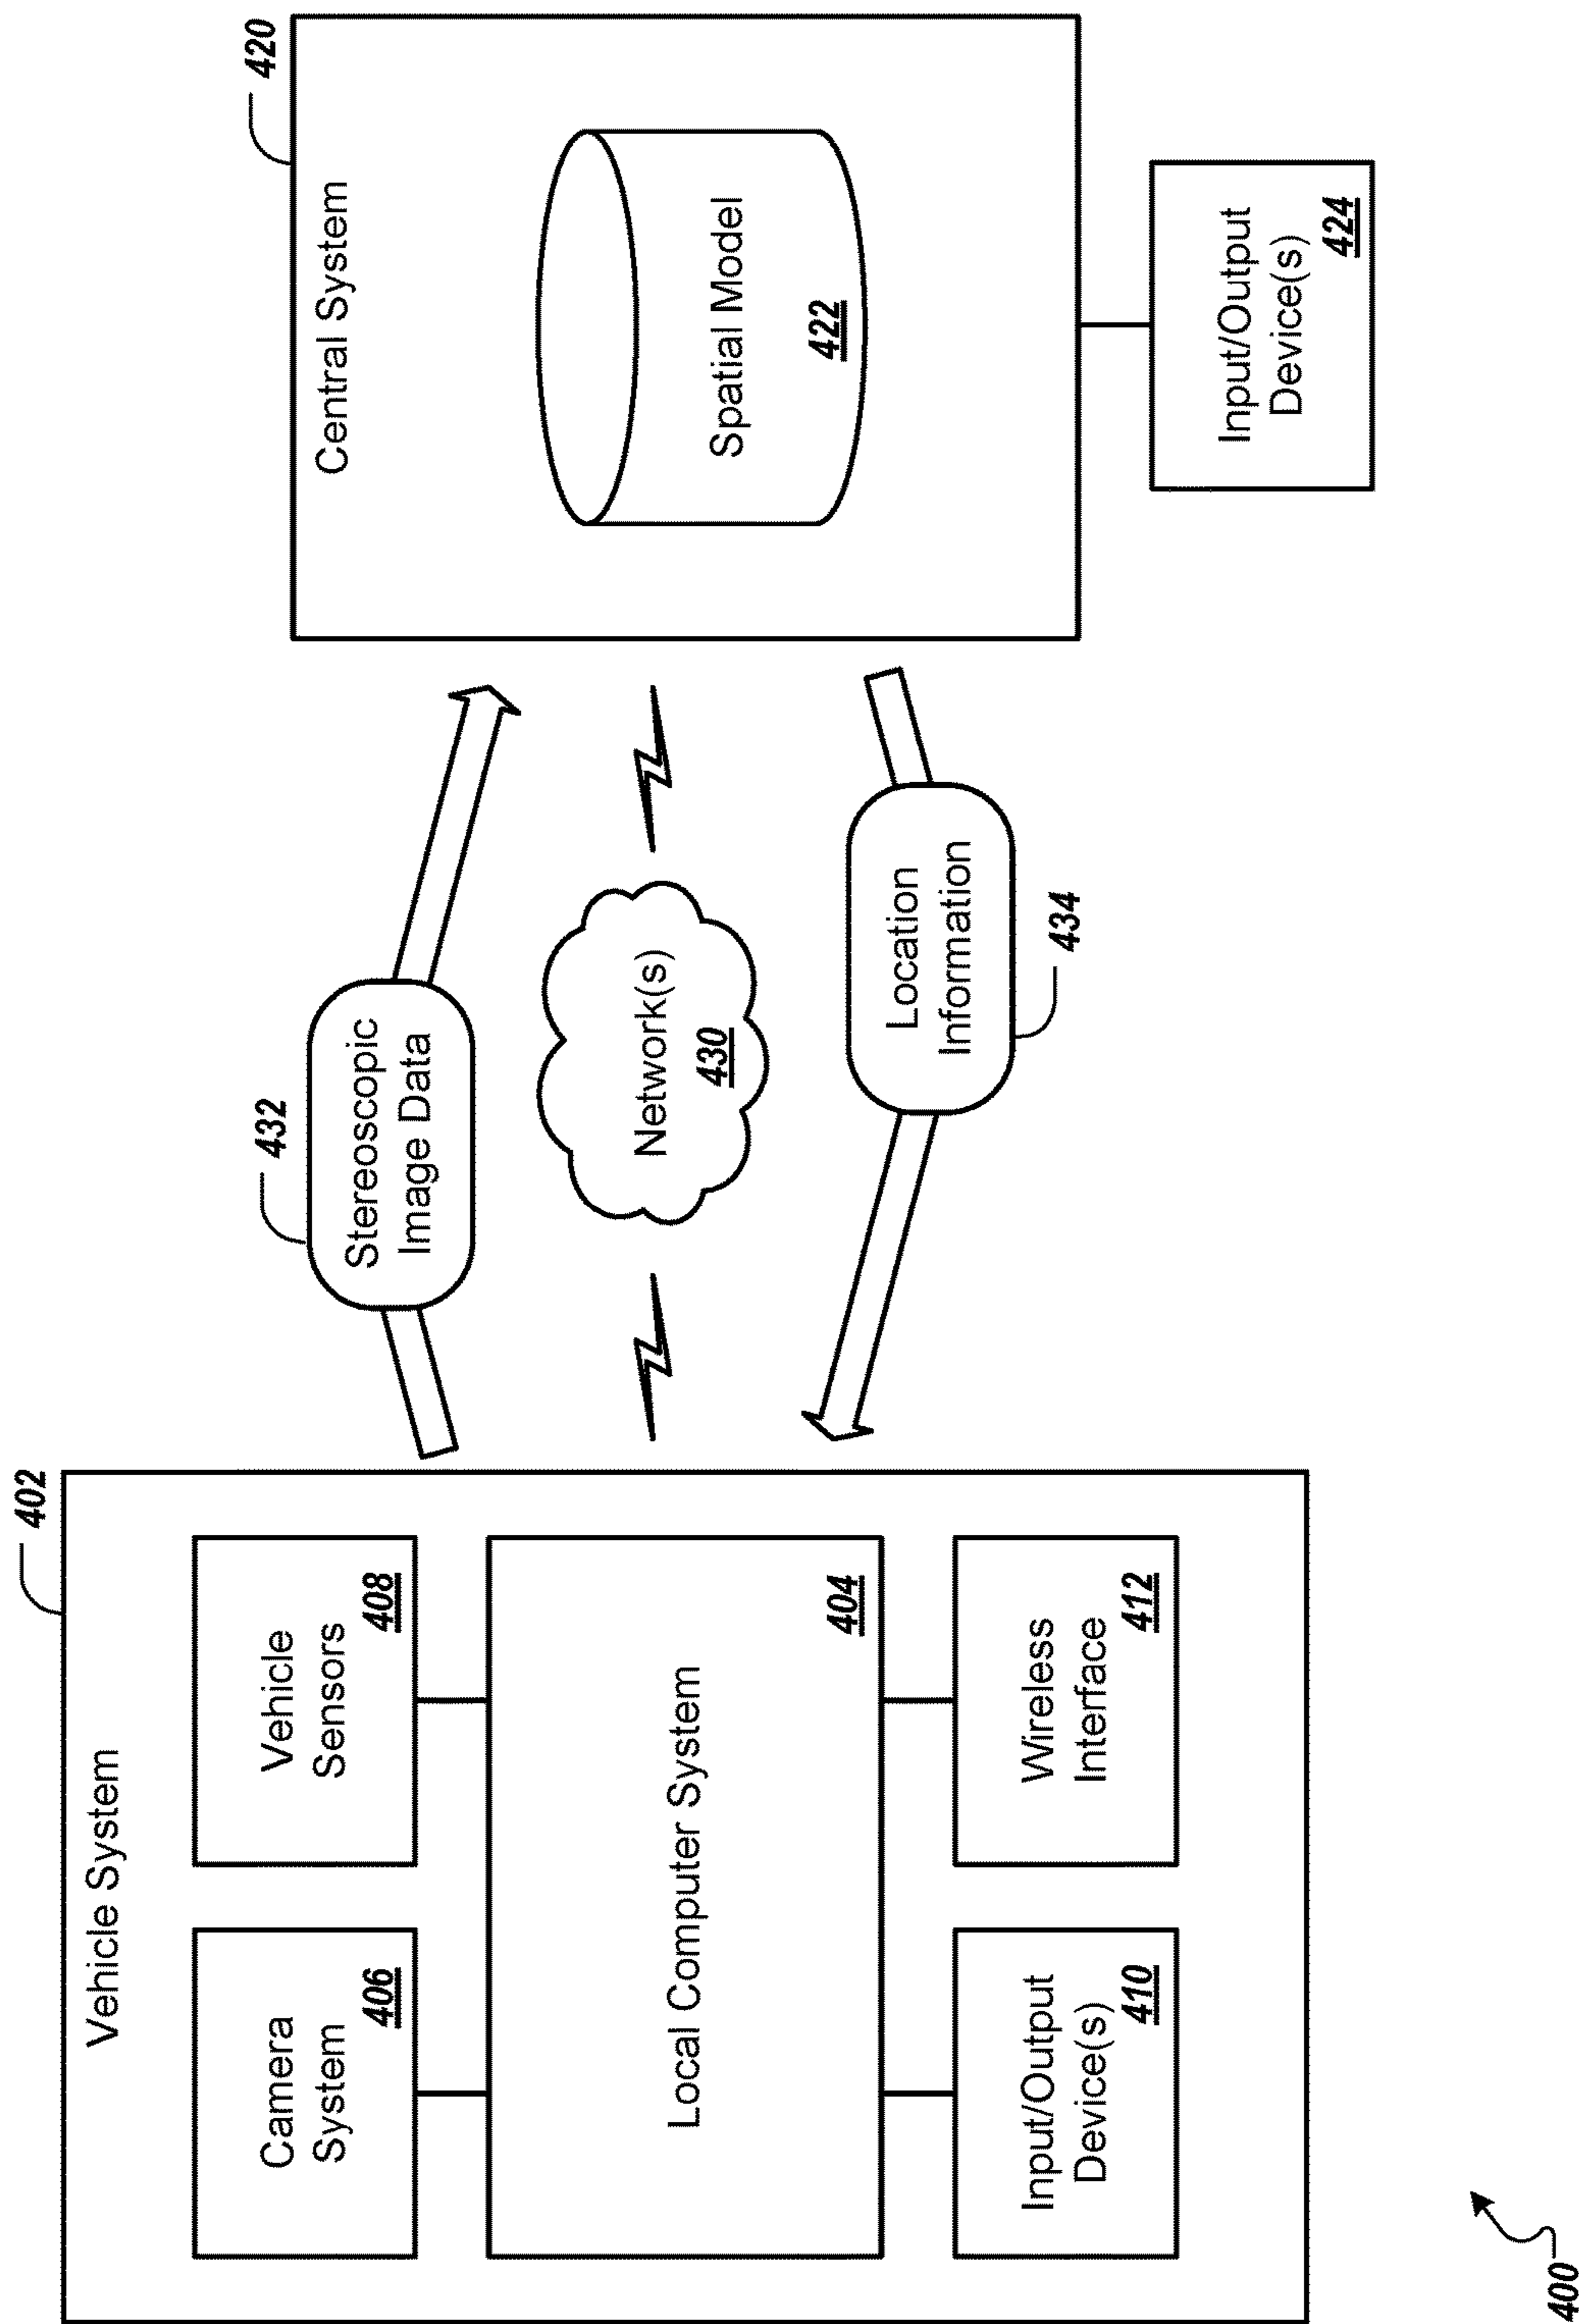 402
Vehicle System
Camera
System
406
Vehicle
Sensors
408
Local Computer System
404
Input/Output
Device(s)
410
Wireless
Interface
412
432
Stereoscopic
Image Data
Network(s)
430
Location
Information
434
420
Central System
Spatial Model
422
Input/Output
Device(s)
424
400